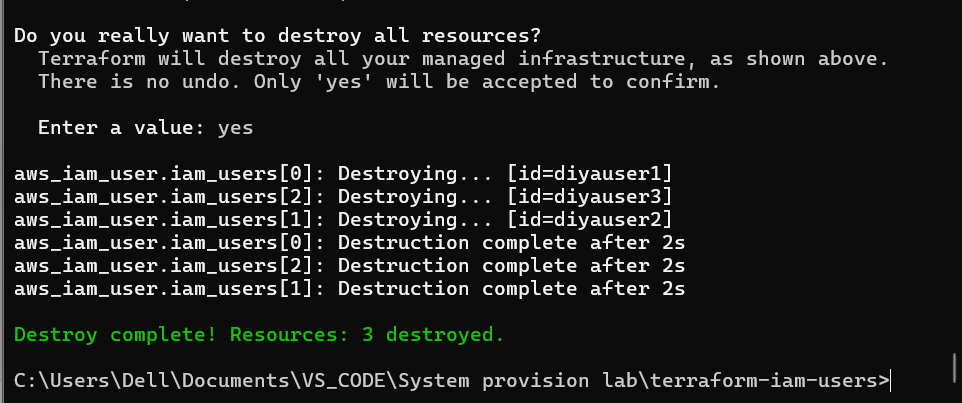 Do you really want to destroy all resources?
Terraform will destroy all your managed infrastructure, as shown above.
There is no undo. Only 'yes' will be accepted to confirm.
Enter a value: yes
aws_iam_user.iam_users[0]: Destroying... [id=diyauser1]
aws_iam_user.iam_users[2]: Destroying... [id=diyauser3]
aws_iam_user.iam_users[1]: Destroying... [id=diyauser2]
aws_iam_user.iam_users[0]: Destruction complete after 2s
aws_iam_user.iam_users[2]: Destruction complete after 2s
aws_iam_user.iam_users[1]: Destruction complete after 2s
Destroy complete! Resources: 3 destroyed.
C:\Users\Dell\Documents\VS_CODE\System provision lab\terraform-iam-users>